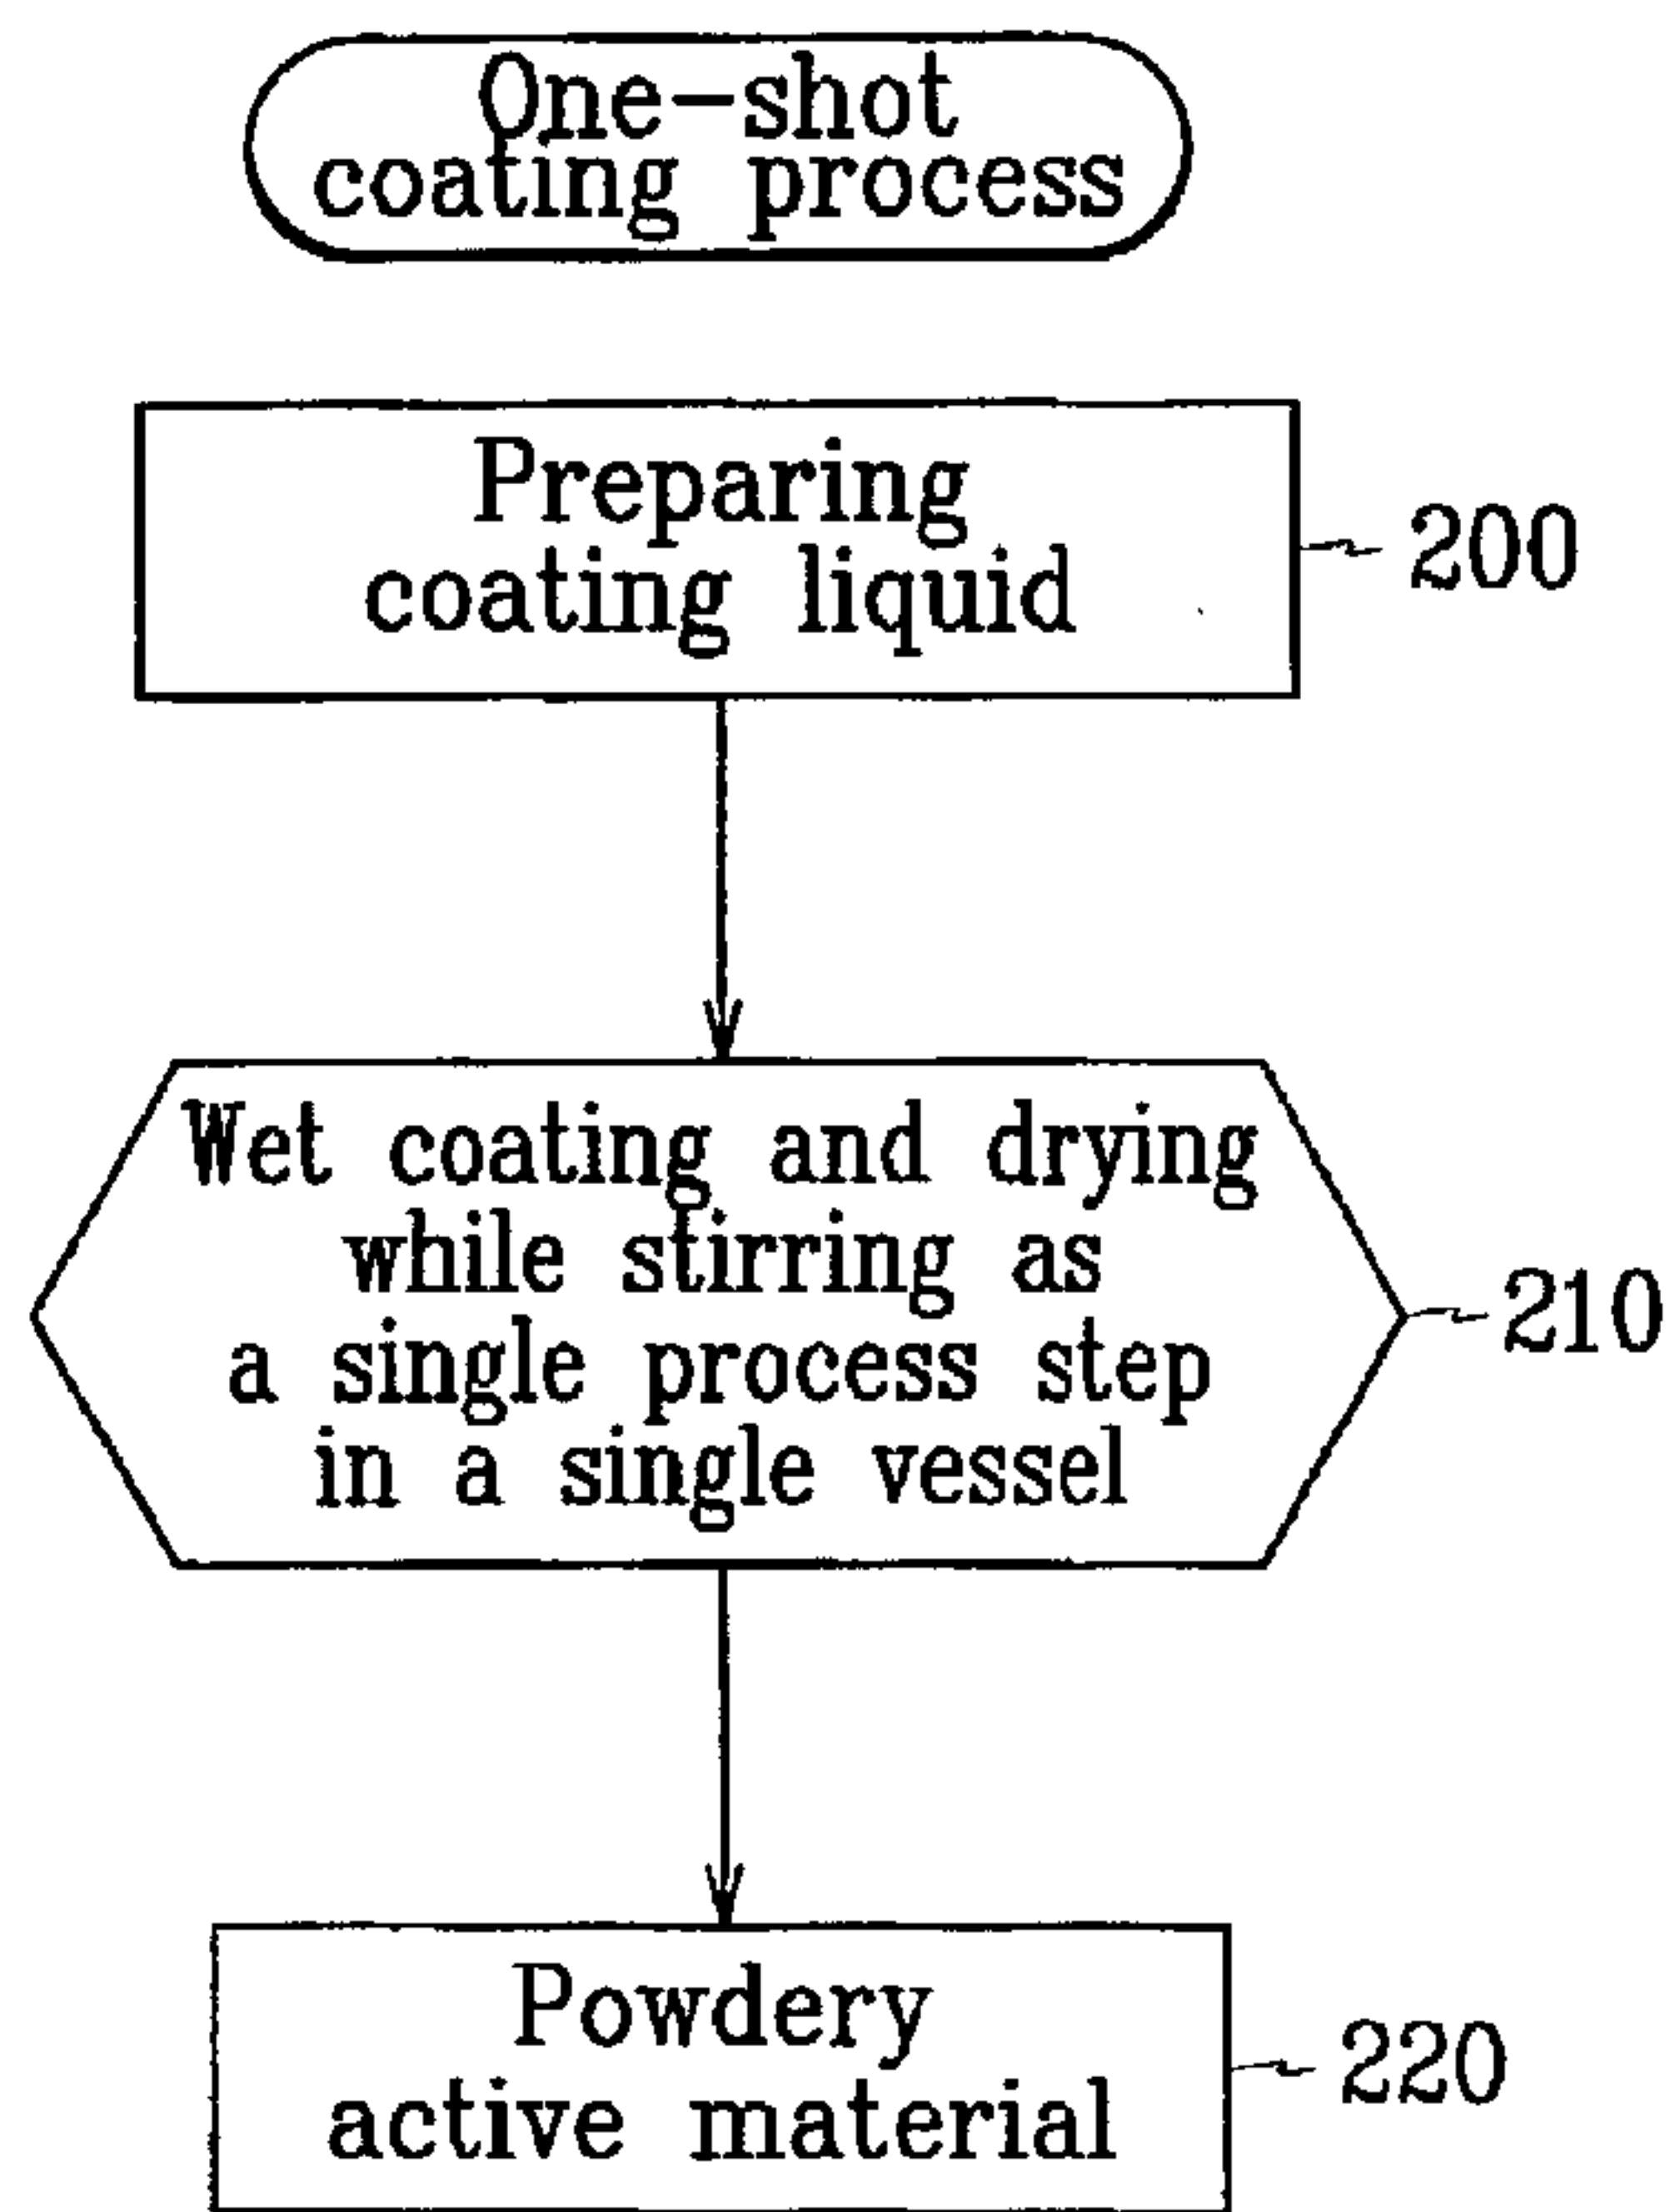 One-shot
coating process
Preparing
coating liquid
200
Wet coating and drying
while stirring as
a single process step
in a single vessel
210
Powdery
active material
220